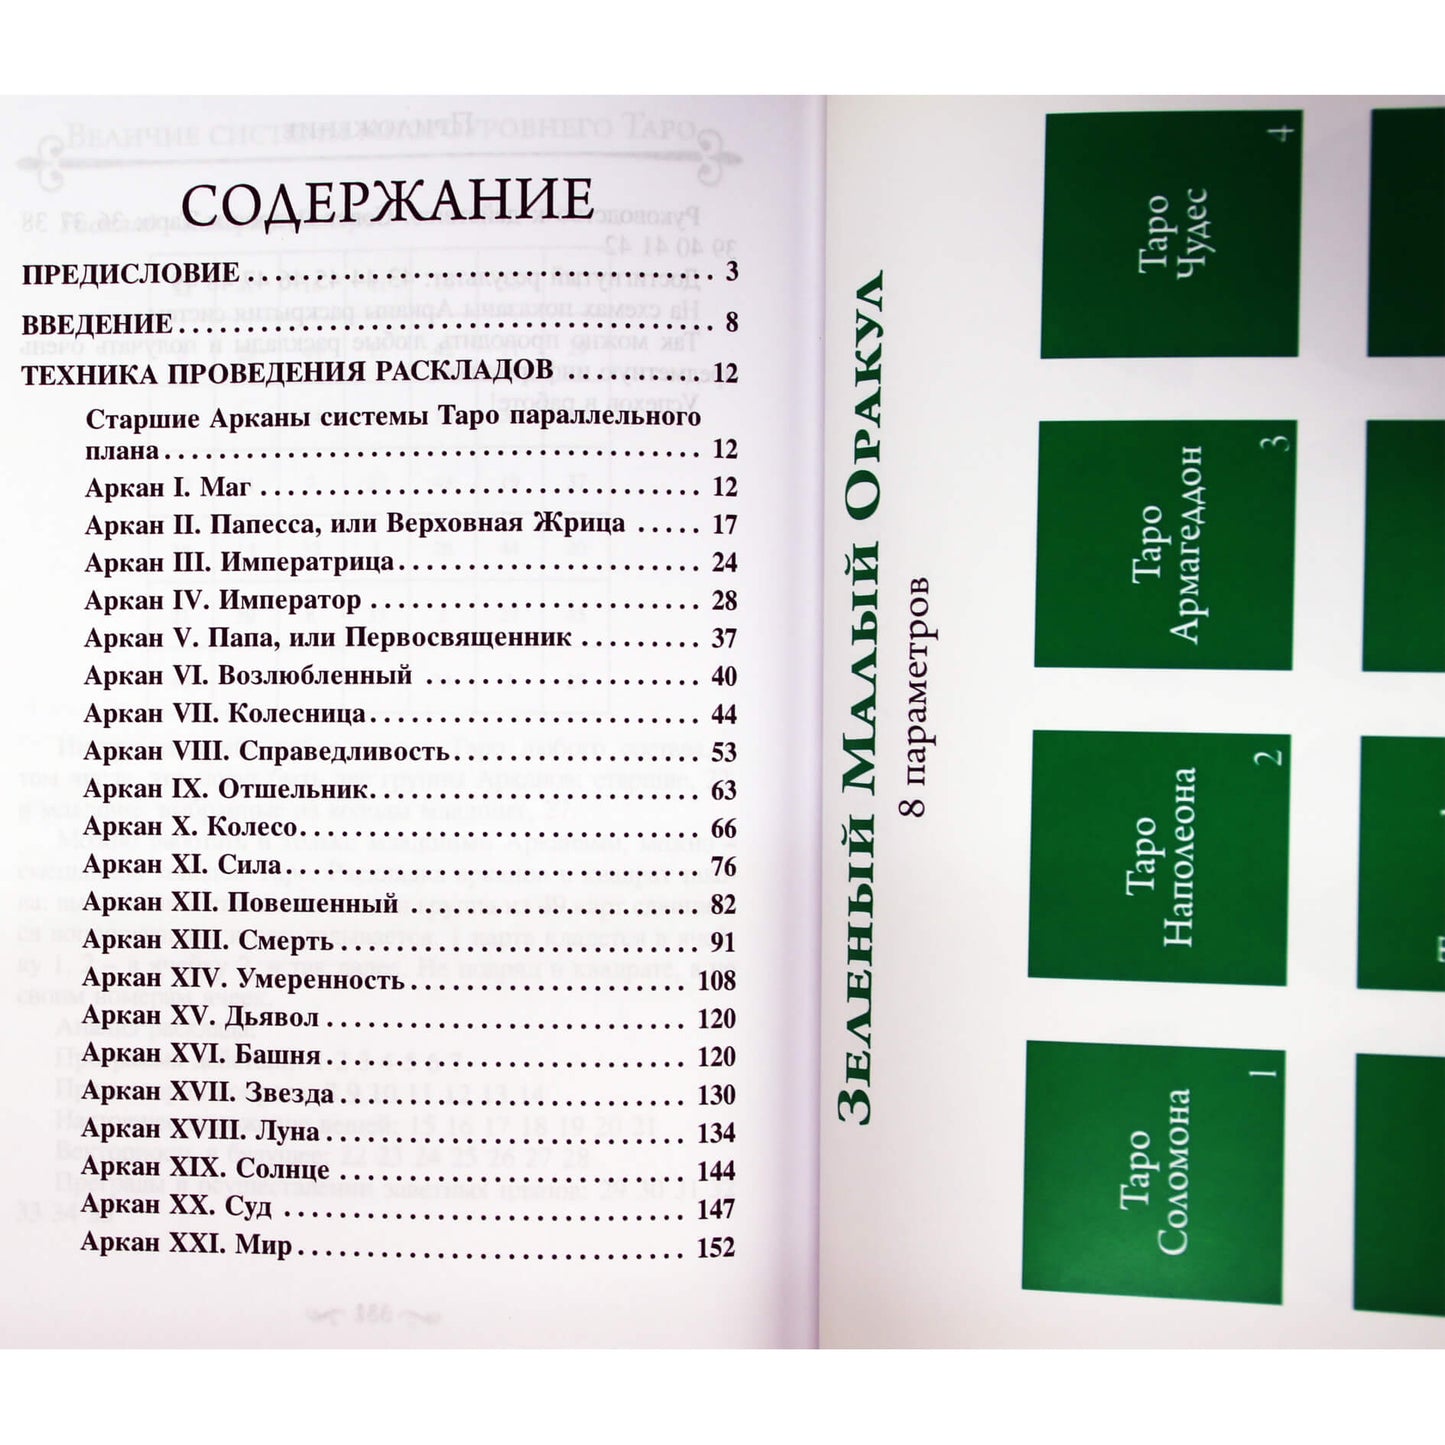 СОДЕРЖАНИЕ
ПРЕДИСЛОВИЕ . . . . . . . . . . . . . . . . . . . . . . . . . . . . . . . . . . . 3
ВВЕДЕНИЕ . . . . . . . . . . . . . . . . . . . . . . . . . . . . . . . . . . . . . . . . 8
ТЕХНИКА ПРОВЕДЕНИЯ РАСКЛАДОВ . . . . . . . . . . 12
Старшие Арканы системы Таро параллельного
плана . . . . . . . . . . . . . . . . . . . . . . . . . . . . . . . . . . . . . . . 12
Аркан I. Маг . . . . . . . . . . . . . . . . . . . . . . . . . . . . . . . . 12
Аркан II. Папесса, или Верховная Жрица . . . . . 17
Аркан III. Императрица . . . . . . . . . . . . . . . . . . . . . . 24
Аркан IV. Император . . . . . . . . . . . . . . . . . . . . . . . . 28
Аркан V. Папа, или Первосвященник . . . . . . . . . 37
Аркан VI. Возлюбленный . . . . . . . . . . . . . . . . . . . . 40
Аркан VII. Колесница . . . . . . . . . . . . . . . . . . . . . . . . 44
Аркан VIII. Справедливость . . . . . . . . . . . . . . . . . . 53
Аркан IX. Отшельник . . . . . . . . . . . . . . . . . . . . . . . . 63
Аркан X. Колесо . . . . . . . . . . . . . . . . . . . . . . . . . . . . . 66
Аркан XI. Сила . . . . . . . . . . . . . . . . . . . . . . . . . . . . . . 76
Аркан XII. Повешенный . . . . . . . . . . . . . . . . . . . . . 82
Аркан XIII. Смерть . . . . . . . . . . . . . . . . . . . . . . . . . . 91
Аркан XIV. Умеренность . . . . . . . . . . . . . . . . . . . . 108
Аркан XV. Дьявол . . . . . . . . . . . . . . . . . . . . . . . . . . 120
Аркан XVI. Башня . . . . . . . . . . . . . . . . . . . . . . . . . . 120
Аркан XVII. Звезда . . . . . . . . . . . . . . . . . . . . . . . . . 130
Аркан XVIII. Луна . . . . . . . . . . . . . . . . . . . . . . . . . . 134
Аркан XIX. Солнце . . . . . . . . . . . . . . . . . . . . . . . . . 144
Аркан XX. Суд . . . . . . . . . . . . . . . . . . . . . . . . . . . . . 147
Аркан XXI. Мир . . . . . . . . . . . . . . . . . . . . . . . . . . . . 152
ЗЕЛЕНЫЙ МАЛЫЙ ОРАКУЛ
8 параметров
1
Таро
Соломона
2
Таро
Наполеона
3
Таро
Армагеддон
4
Таро
Чудес